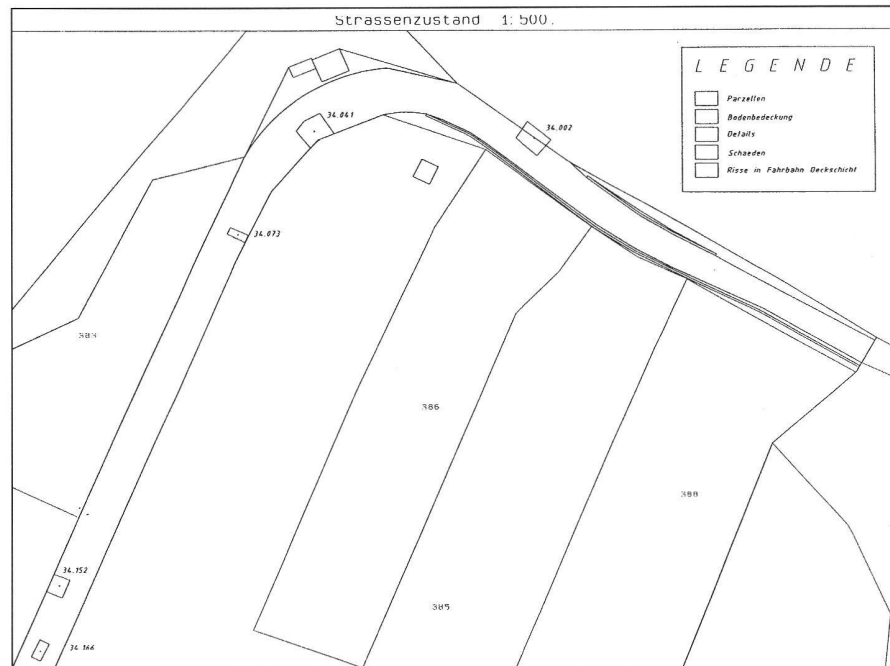 Strassenzustand 1:500.
LEGENDE
Parzellen
Bodenbedeckung
Details
Schaeden
Risse in Fahrbahn Deckschicht
34.041
34.002
34.073
383
386
388
34.152
385
34.166